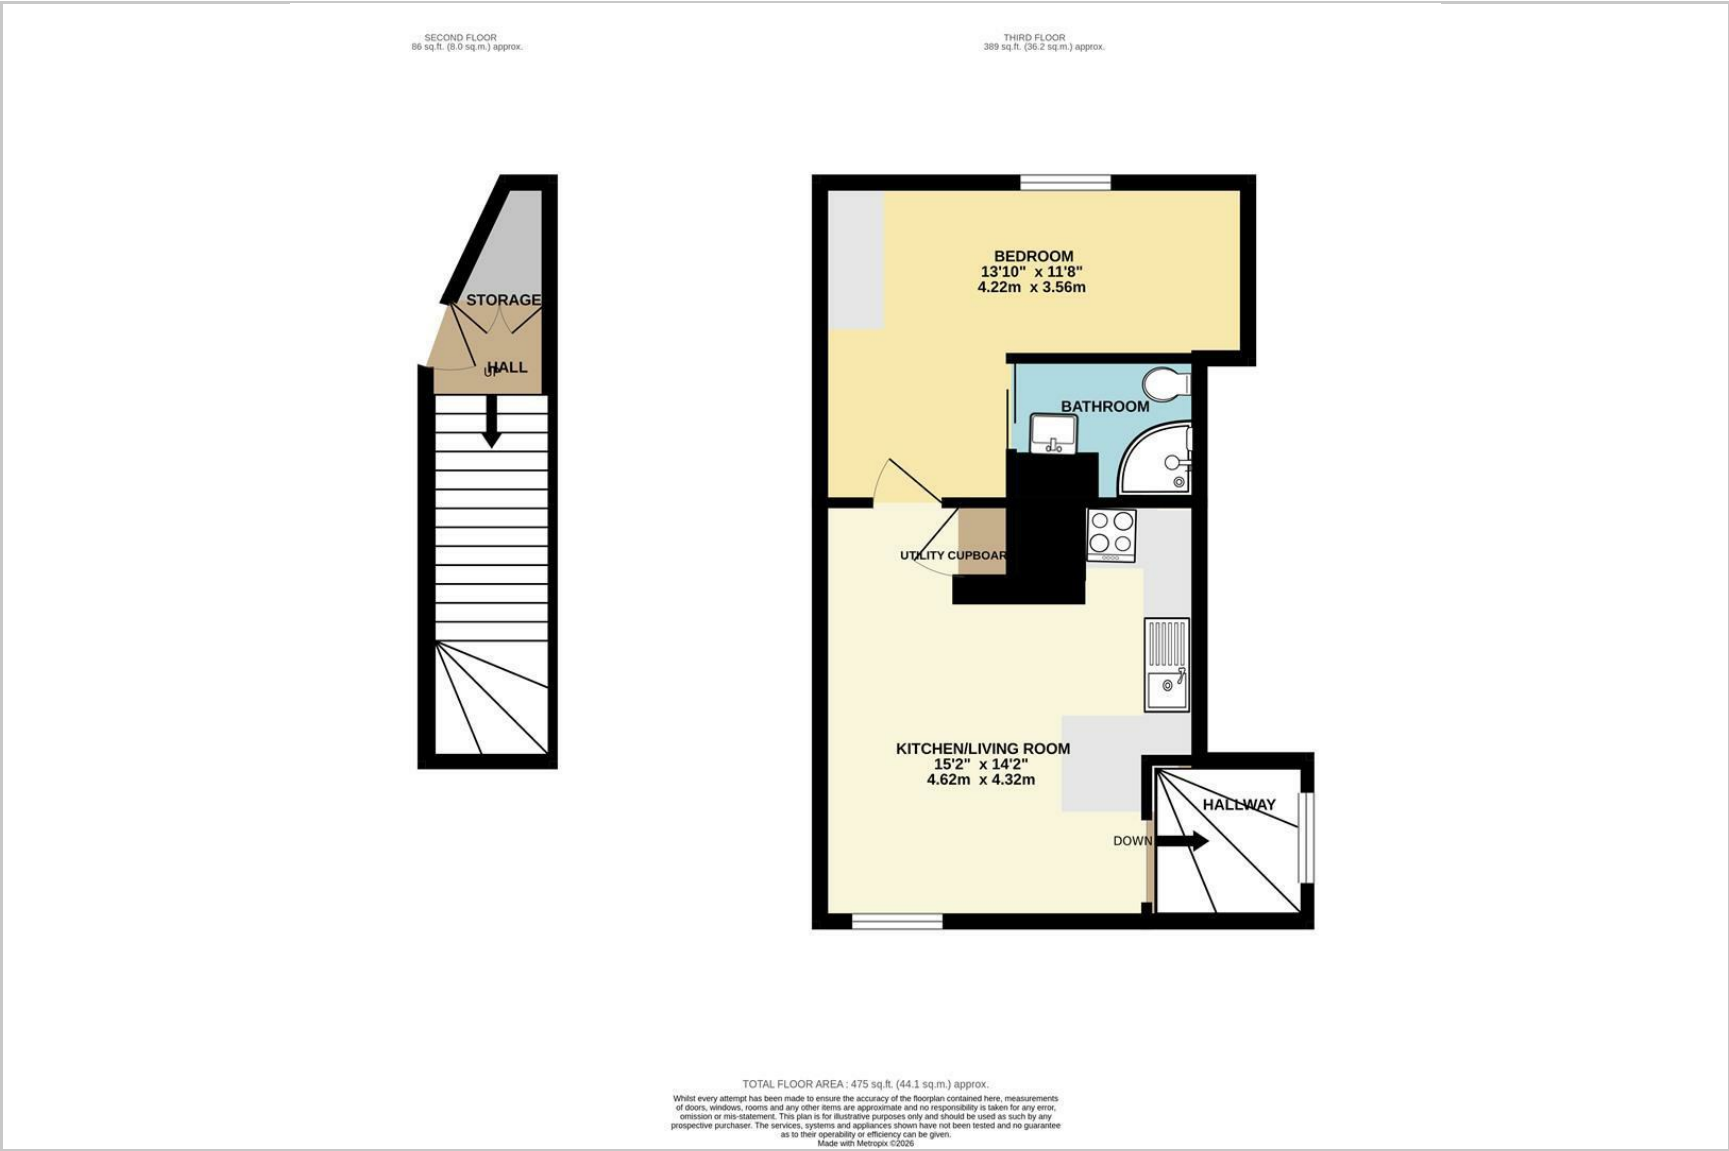 SECOND FLOOR
86 sq.ft. (8.0 sq.m.) approx.
THIRD FLOOR
389 sq.ft. (36.2 sq.m.) approx.
STORAGE
HALL
UP
BEDROOM
13'10" x 11'8"
4.22m x 3.56m
BATHROOM
UTILITY CUPBOAR
KITCHEN/LIVING ROOM
15'2" x 14'2"
4.62m x 4.32m
HALLWAY
DOWN
TOTAL FLOOR AREA : 475 sq.ft. (44.1 sq.m.) approx.
Whilst every attempt has been made to ensure the accuracy of the floorplan contained here, measurements
of doors, windows, rooms and any other items are approximate and no responsibility is taken for any error,
omission or mis-statement. This plan is for illustrative purposes only and should be used as such by any
prospective purchaser. The services, systems and appliances shown have not been tested and no guarantee
as to their operability or efficiency can be given.
Made with Metropix ©2026